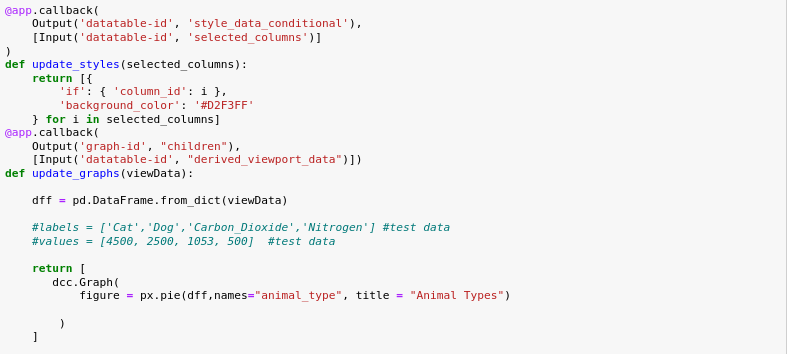 @app.callback(
    Output('datatable-id', 'style_data_conditional'),
    [Input('datatable-id', 'selected_columns')]
)
def update_styles(selected_columns):
    return [{
        'if': { 'column_id': i },
        'background_color': '#D2F3FF'
    } for i in selected_columns]
@app.callback(
    Output('graph-id', "children"),
    [Input('datatable-id', "derived_viewport_data")])
def update_graphs(viewData):
    dff = pd.DataFrame.from_dict(viewData)
    #labels = ['Cat','Dog','Carbon_Dioxide','Nitrogen'] #test data
    #values = [4500, 2500, 1053, 500]  #test data
    return [
       dcc.Graph(
           figure = px.pie(dff,names="animal_type", title = "Animal Types")
        )
    ]